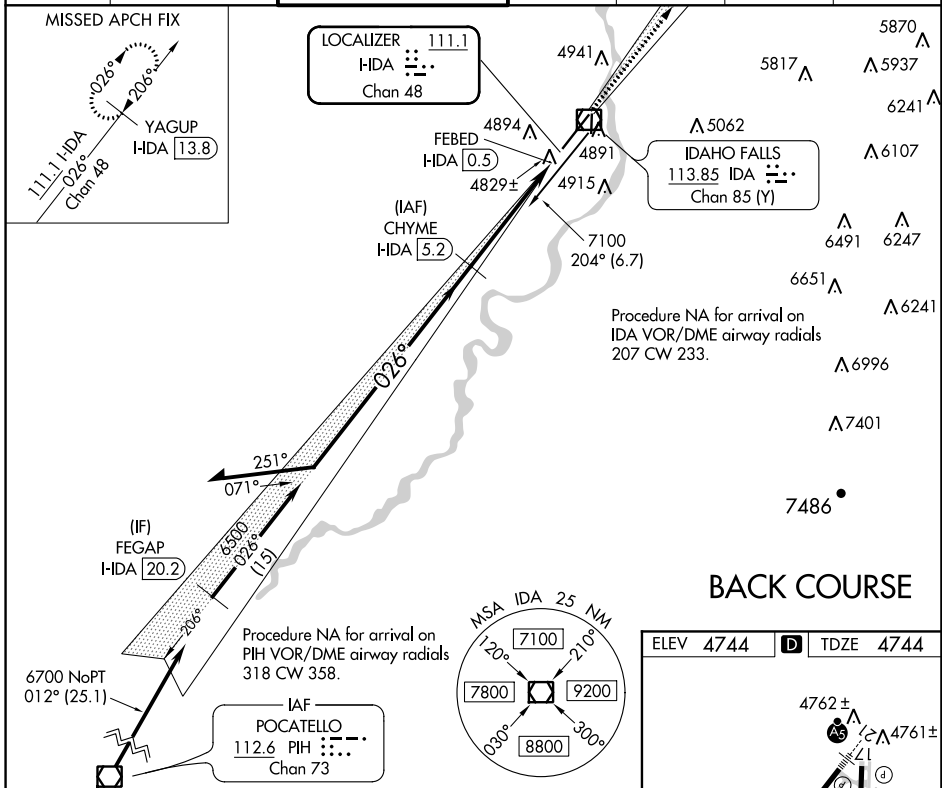 MISSED APCH FIX
026°
206°
YAGUP
I-IDA 13.8
111.1 I-IDA
026°
Chan 48
LOCALIZER 111.1
I-IDA
Chan 48
4941
5870
5817
5937
6241
4894
5062
FEBED
I-IDA 0.5
4891
4829±
4915
6107
IDAHO FALLS
113.85 IDA
Chan 85 (Y)
(IAF)
CHYME
I-IDA 5.2
7100
204° (6.7)
6491
6247
6651
6241
Procedure NA for arrival on
IDA VOR/DME airway radials
207 CW 233.
026°
6996
7401
251°
071°
7486
(IF)
FEGAP
I-IDA 20.2
6500
026°
(15)
206°
BACK COURSE
Procedure NA for arrival on
PIH VOR/DME airway radials
318 CW 358.
6700 NoPT
012° (25.1)
IAF
POCATELLO
112.6 PIH
Chan 73
MSA IDA 25 NM
120°
7100
210°
7800
9200
030°
8800
300°
ELEV 4744 D TDZE 4744
4762±
A5
21
4761±
17
P
P